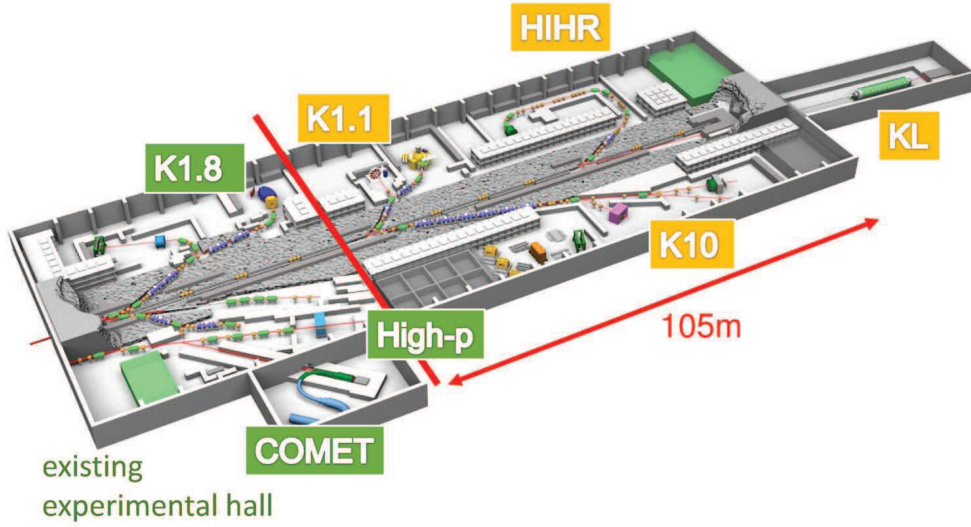 HIHR
K1.1
KL
K1.8
K10
105m
High-p
COMET
existing
experimental hall